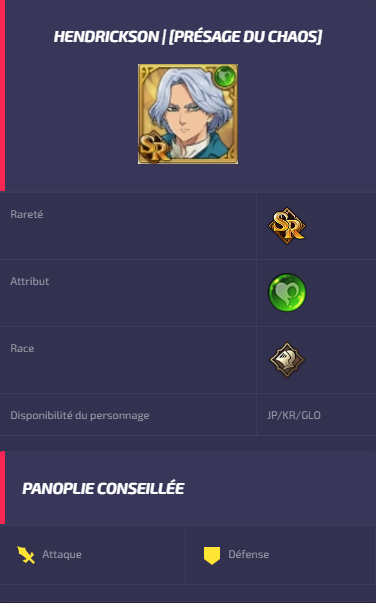 HENDRICKSON | [PRÉSAGE DU CHAOS]
SR
Rareté
SR
Attribut
Race
Disponibilité du personnage JP/KR/GLO
PANOPLIE CONSEILLÉE
Attaque Défense